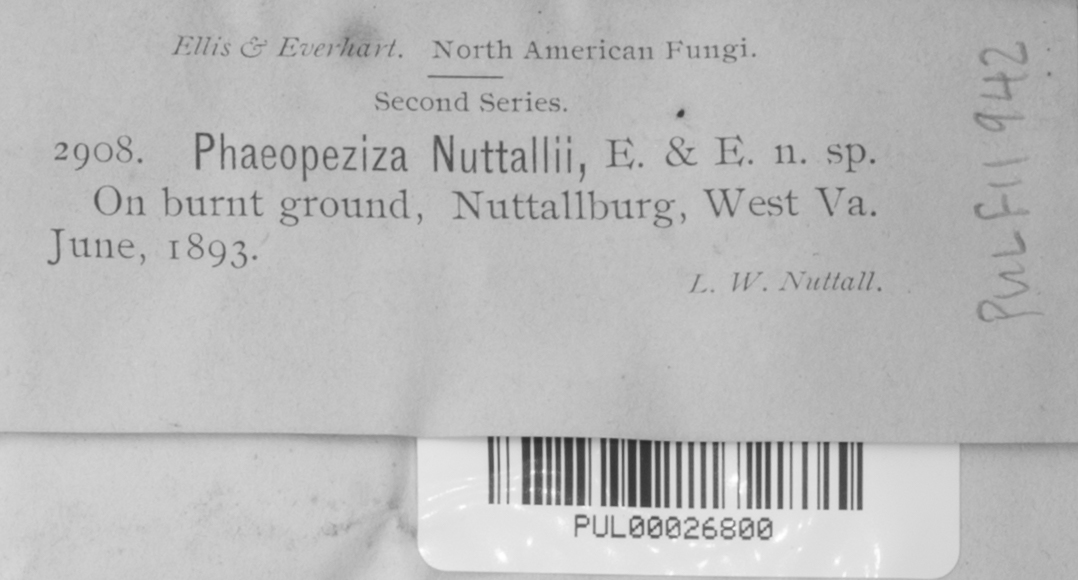 Ellis & Everhart. North American Fungi.
Second Series.
2908. Phaeopeziza Nuttallii, E. & E. n. sp.
On burnt ground, Nuttallburg, West Va.
June, 1893.
L. W. Nuttall.
PUL F11942
PUL00026800